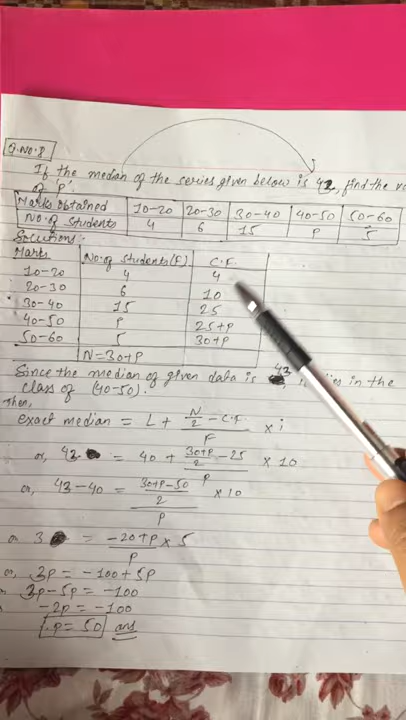 Q.No.8
If the median of the series given below is 42, find the
of 'P'.
Marks obtained 10-20 20-30 30-40 40-50 50-60
No. of students 4 6 15 P 5
Solutions:
Marks No. of students (F) C.F
10-20 4 4
20-30 6 10
30-40 15 25
40-50 P 25+P
50-60 5 30+P
N=30+P
Since the median of given data is 43 in the
class of (40-50).
Then,
exact median = L + N/2 - C.F / F × i
or, 43 = 40 + 30+P/2 - 25 / P × 10
or, 43-40 = 30+P-50 / 2 / P × 10
3 = -20+P / P × 5
or, 3P = -100+5P
3P-5P = -100
-2P = -100
P = 50 ans